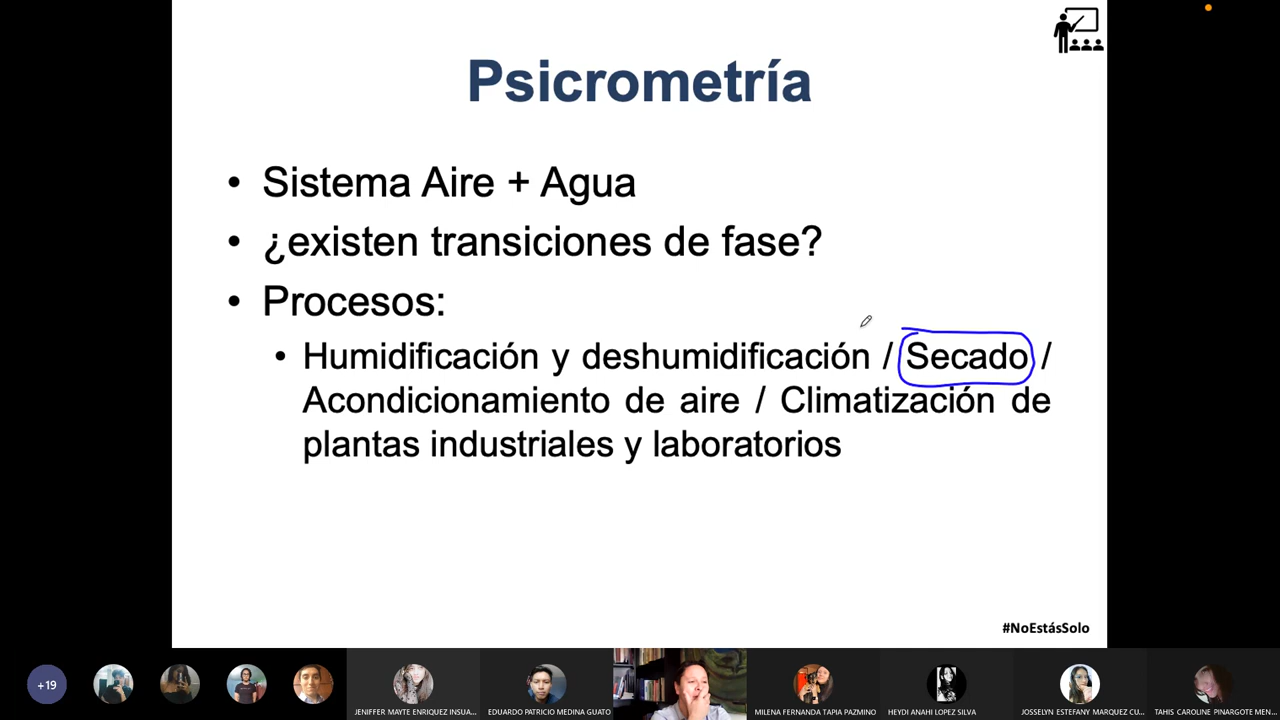 Psicrometría
• Sistema Aire + Agua
• ¿existen transiciones de fase?
• Procesos:
• Humidificación y deshumidificación / Secado /
Acondicionamiento de aire / Climatización de
plantas industriales y laboratorios
#NoEstásSolo
+19
JENIFFER MAYTE ENRIQUEZ INSUA...
EDUARDO PATRICIO MEDINA GUATO
MILENA FERNANDA TAPIA PAZMINO
HEYDI ANAHI LOPEZ SILVA
JOSSELYN ESTEFANY MARQUEZ CU...
TAHIS CAROLINE PINARGOTE MEN...